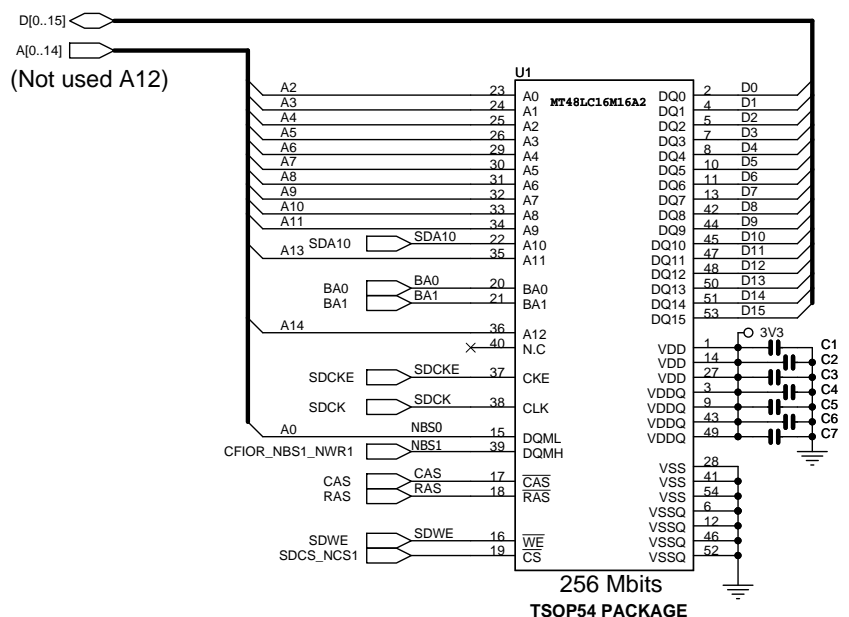 D[0..15]
A[0..14]
(Not used A12)
U1
MT48LC16M16A2
A2 23 A0 DQ0 2 D0
A3 24 A1 DQ1 4 D1
A4 25 A2 DQ2 5 D2
A5 26 A3 DQ3 7 D3
A6 29 A4 DQ4 8 D4
A7 30 A5 DQ5 10 D5
A8 31 A6 DQ6 11 D6
A9 32 A7 DQ7 13 D7
A10 33 A8 DQ8 42 D8
A11 34 A9 DQ9 44 D9
SDA10 SDA10 22 A10 DQ10 45 D10
A13 35 A11 DQ11 47 D11
DQ12 48 D12
BA0 BA0 20 BA0 DQ13 50 D13
BA1 BA1 21 BA1 DQ14 51 D14
DQ15 53 D15
A14 36 A12 3V3
40 N.C VDD 1 C1
VDD 14 C2
SDCKE SDCKE 37 CKE VDD 27 C3
VDDQ 3 C4
SDCK SDCK 38 CLK VDDQ 9 C5
VDDQ 43 C6
A0 NBS0 15 DQML VDDQ 49 C7
CFIOR_NBS1_NWR1 NBS1 39 DQMH
VSS 28
CAS CAS 17 CAS VSS 41
RAS RAS 18 RAS VSS 54
VSSQ 6
VSSQ 12
SDWE SDWE 16 WE VSSQ 46
SDCS_NCS1 19 CS VSSQ 52
256 Mbits
TSOP54 PACKAGE